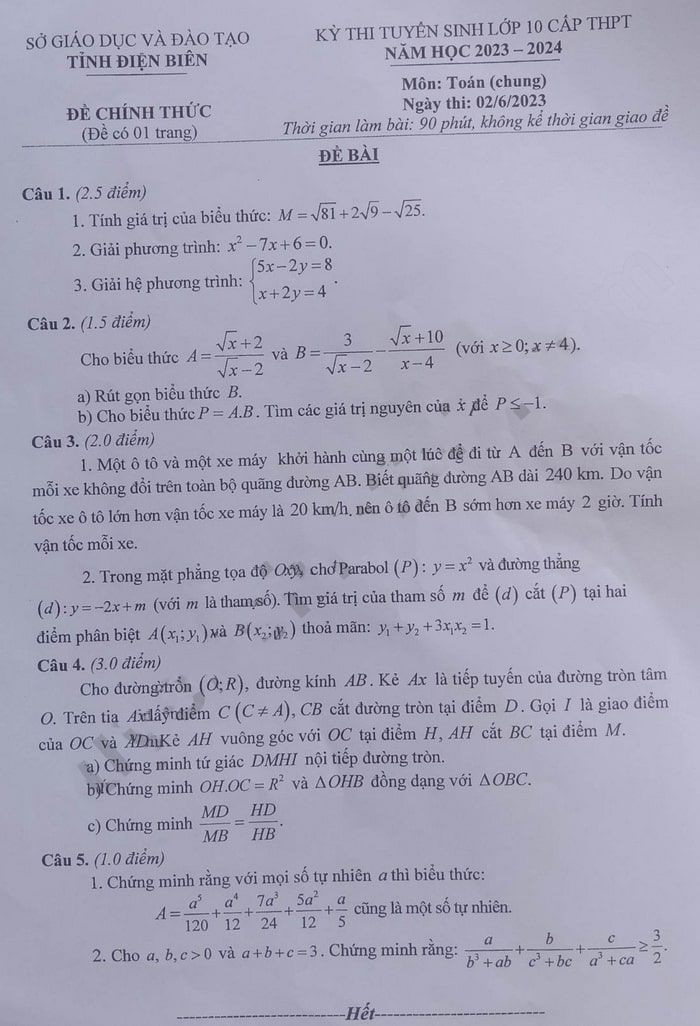 SỞ GIÁO DỤC VÀ ĐÀO TẠO
TỈNH ĐIỆN BIÊN
KỲ THI TUYỂN SINH LỚP 10 CẤP THPT
NĂM HỌC 2023 – 2024
ĐỀ CHÍNH THỨC
(Đề có 01 trang)
Môn: Toán (chung)
Ngày thi: 02/6/2023
Thời gian làm bài: 90 phút, không kể thời gian giao đề
ĐỀ BÀI
Câu 1. (2.5 điểm)
1. Tính giá trị của biểu thức: M = √81 + 2√9 − √25.
2. Giải phương trình: x² − 7x + 6 = 0.
3. Giải hệ phương trình: {5x − 2y = 8
x + 2y = 4.
Câu 2. (1.5 điểm)
Cho biểu thức A = (√x + 2)/(√x − 2) và B = 3/(√x − 2) − (√x + 10)/(x − 4) (với x ≥ 0; x ≠ 4).
a) Rút gọn biểu thức B.
b) Cho biểu thức P = A.B. Tìm các giá trị nguyên của x để P ≤ −1.
Câu 3. (2.0 điểm)
1. Một ô tô và một xe máy khởi hành cùng một lúc để đi từ A đến B với vận tốc
mỗi xe không đổi trên toàn bộ quãng đường AB. Biết quãng đường AB dài 240 km. Do vận
tốc xe ô tô lớn hơn vận tốc xe máy là 20 km/h, nên ô tô đến B sớm hơn xe máy 2 giờ. Tính
vận tốc mỗi xe.
2. Trong mặt phẳng tọa độ Oxy, cho Parabol (P): y = x² và đường thẳng
(d): y = −2x + m (với m là tham số). Tìm giá trị của tham số m để (d) cắt (P) tại hai
điểm phân biệt A(x₁; y₁) và B(x₂; y₂) thoả mãn: y₁ + y₂ + 3x₁x₂ = 1.
Câu 4. (3.0 điểm)
Cho đường tròn (O; R), đường kính AB. Kẻ Ax là tiếp tuyến của đường tròn tâm
O. Trên tia Ax lấy điểm C (C ≠ A), CB cắt đường tròn tại điểm D. Gọi I là giao điểm
của OC và AD. Kẻ AH vuông góc với OC tại điểm H, AH cắt BC tại điểm M.
a) Chứng minh tứ giác DMHI nội tiếp đường tròn.
b) Chứng minh OH.OC = R² và ΔOHB đồng dạng với ΔOBC.
c) Chứng minh MD/MB = HD/HB.
Câu 5. (1.0 điểm)
1. Chứng minh rằng với mọi số tự nhiên a thì biểu thức:
A = a⁵/120 + a⁴/12 + 7a³/24 + 5a²/12 + a/5 cũng là một số tự nhiên.
2. Cho a, b, c > 0 và a + b + c = 3. Chứng minh rằng: a/(b³ + ab) + b/(c³ + bc) + c/(a³ + ca) ≥ 3/2.
Hết